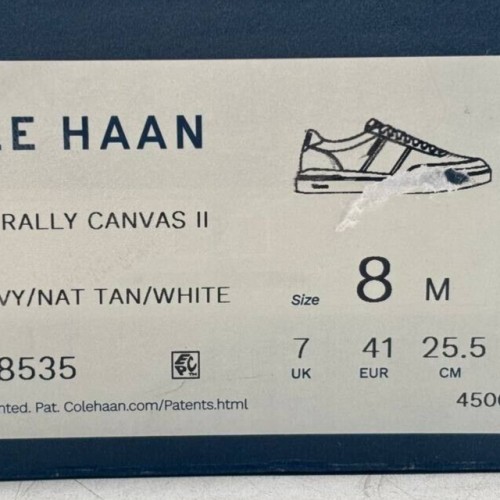 LE HAAN
RALLY CANVAS II
VY/NAT TAN/WHITE
Size 8 M
7 41 25.5
UK EUR CM
8535
nted. Pat. Colehaan.com/Patents.html
450